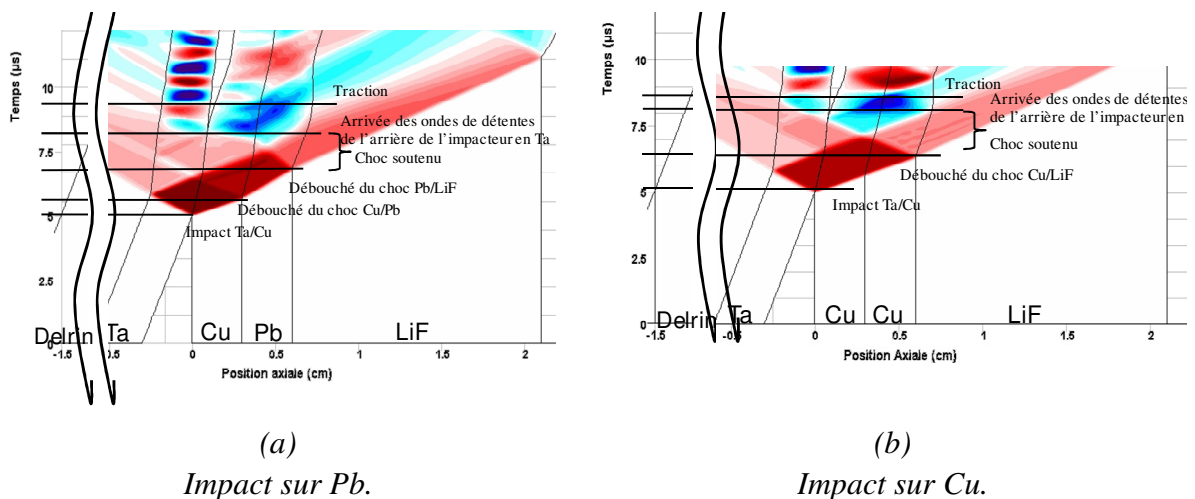 Temps (µs)
10
7.5
5
2.5
0
Traction
Arrivée des ondes de détentes
de l'arrière de l'impacteur en Ta
Choc soutenu
Débouché du choc Pb/LiF
Débouché du choc Cu/Pb
Impact Ta/Cu
Delrin Ta Cu Pb LiF
-1.5 0 0.5 1 1.5 2
Position axiale (cm)
(a)
Impact sur Pb.
Temps (µs)
10
7.5
5
2.5
0
Traction
Arrivée des ondes de détentes
de l'arrière de l'impacteur en
Choc soutenu
Débouché du choc Cu/LiF
Impact Ta/Cu
Delrin Ta Cu Cu LiF
-1.5 0 0.5 1 1.5 2
Position Axiale (cm)
(b)
Impact sur Cu.